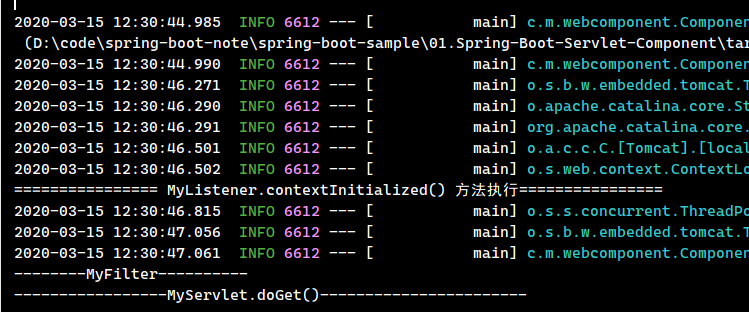 2020-03-15 12:30:44.985  INFO 6612 --- [           main] c.m.webcomponent.Componen
 (D:\code\spring-boot-note\spring-boot-sample\01.Spring-Boot-Servlet-Component\tar
2020-03-15 12:30:44.990  INFO 6612 --- [           main] c.m.webcomponent.Componen
2020-03-15 12:30:46.271  INFO 6612 --- [           main] o.s.b.w.embedded.tomcat.T
2020-03-15 12:30:46.290  INFO 6612 --- [           main] o.apache.catalina.core.St
2020-03-15 12:30:46.291  INFO 6612 --- [           main] org.apache.catalina.core.
2020-03-15 12:30:46.501  INFO 6612 --- [           main] o.a.c.c.C.[Tomcat].[local
2020-03-15 12:30:46.502  INFO 6612 --- [           main] o.s.web.context.ContextLo
================ MyListener.contextInitialized() 方法执行================
2020-03-15 12:30:46.815  INFO 6612 --- [           main] o.s.s.concurrent.ThreadPo
2020-03-15 12:30:47.056  INFO 6612 --- [           main] o.s.b.w.embedded.tomcat.T
2020-03-15 12:30:47.061  INFO 6612 --- [           main] c.m.webcomponent.Componen
--------MyFilter----------
-----------------MyServlet.doGet()-----------------------